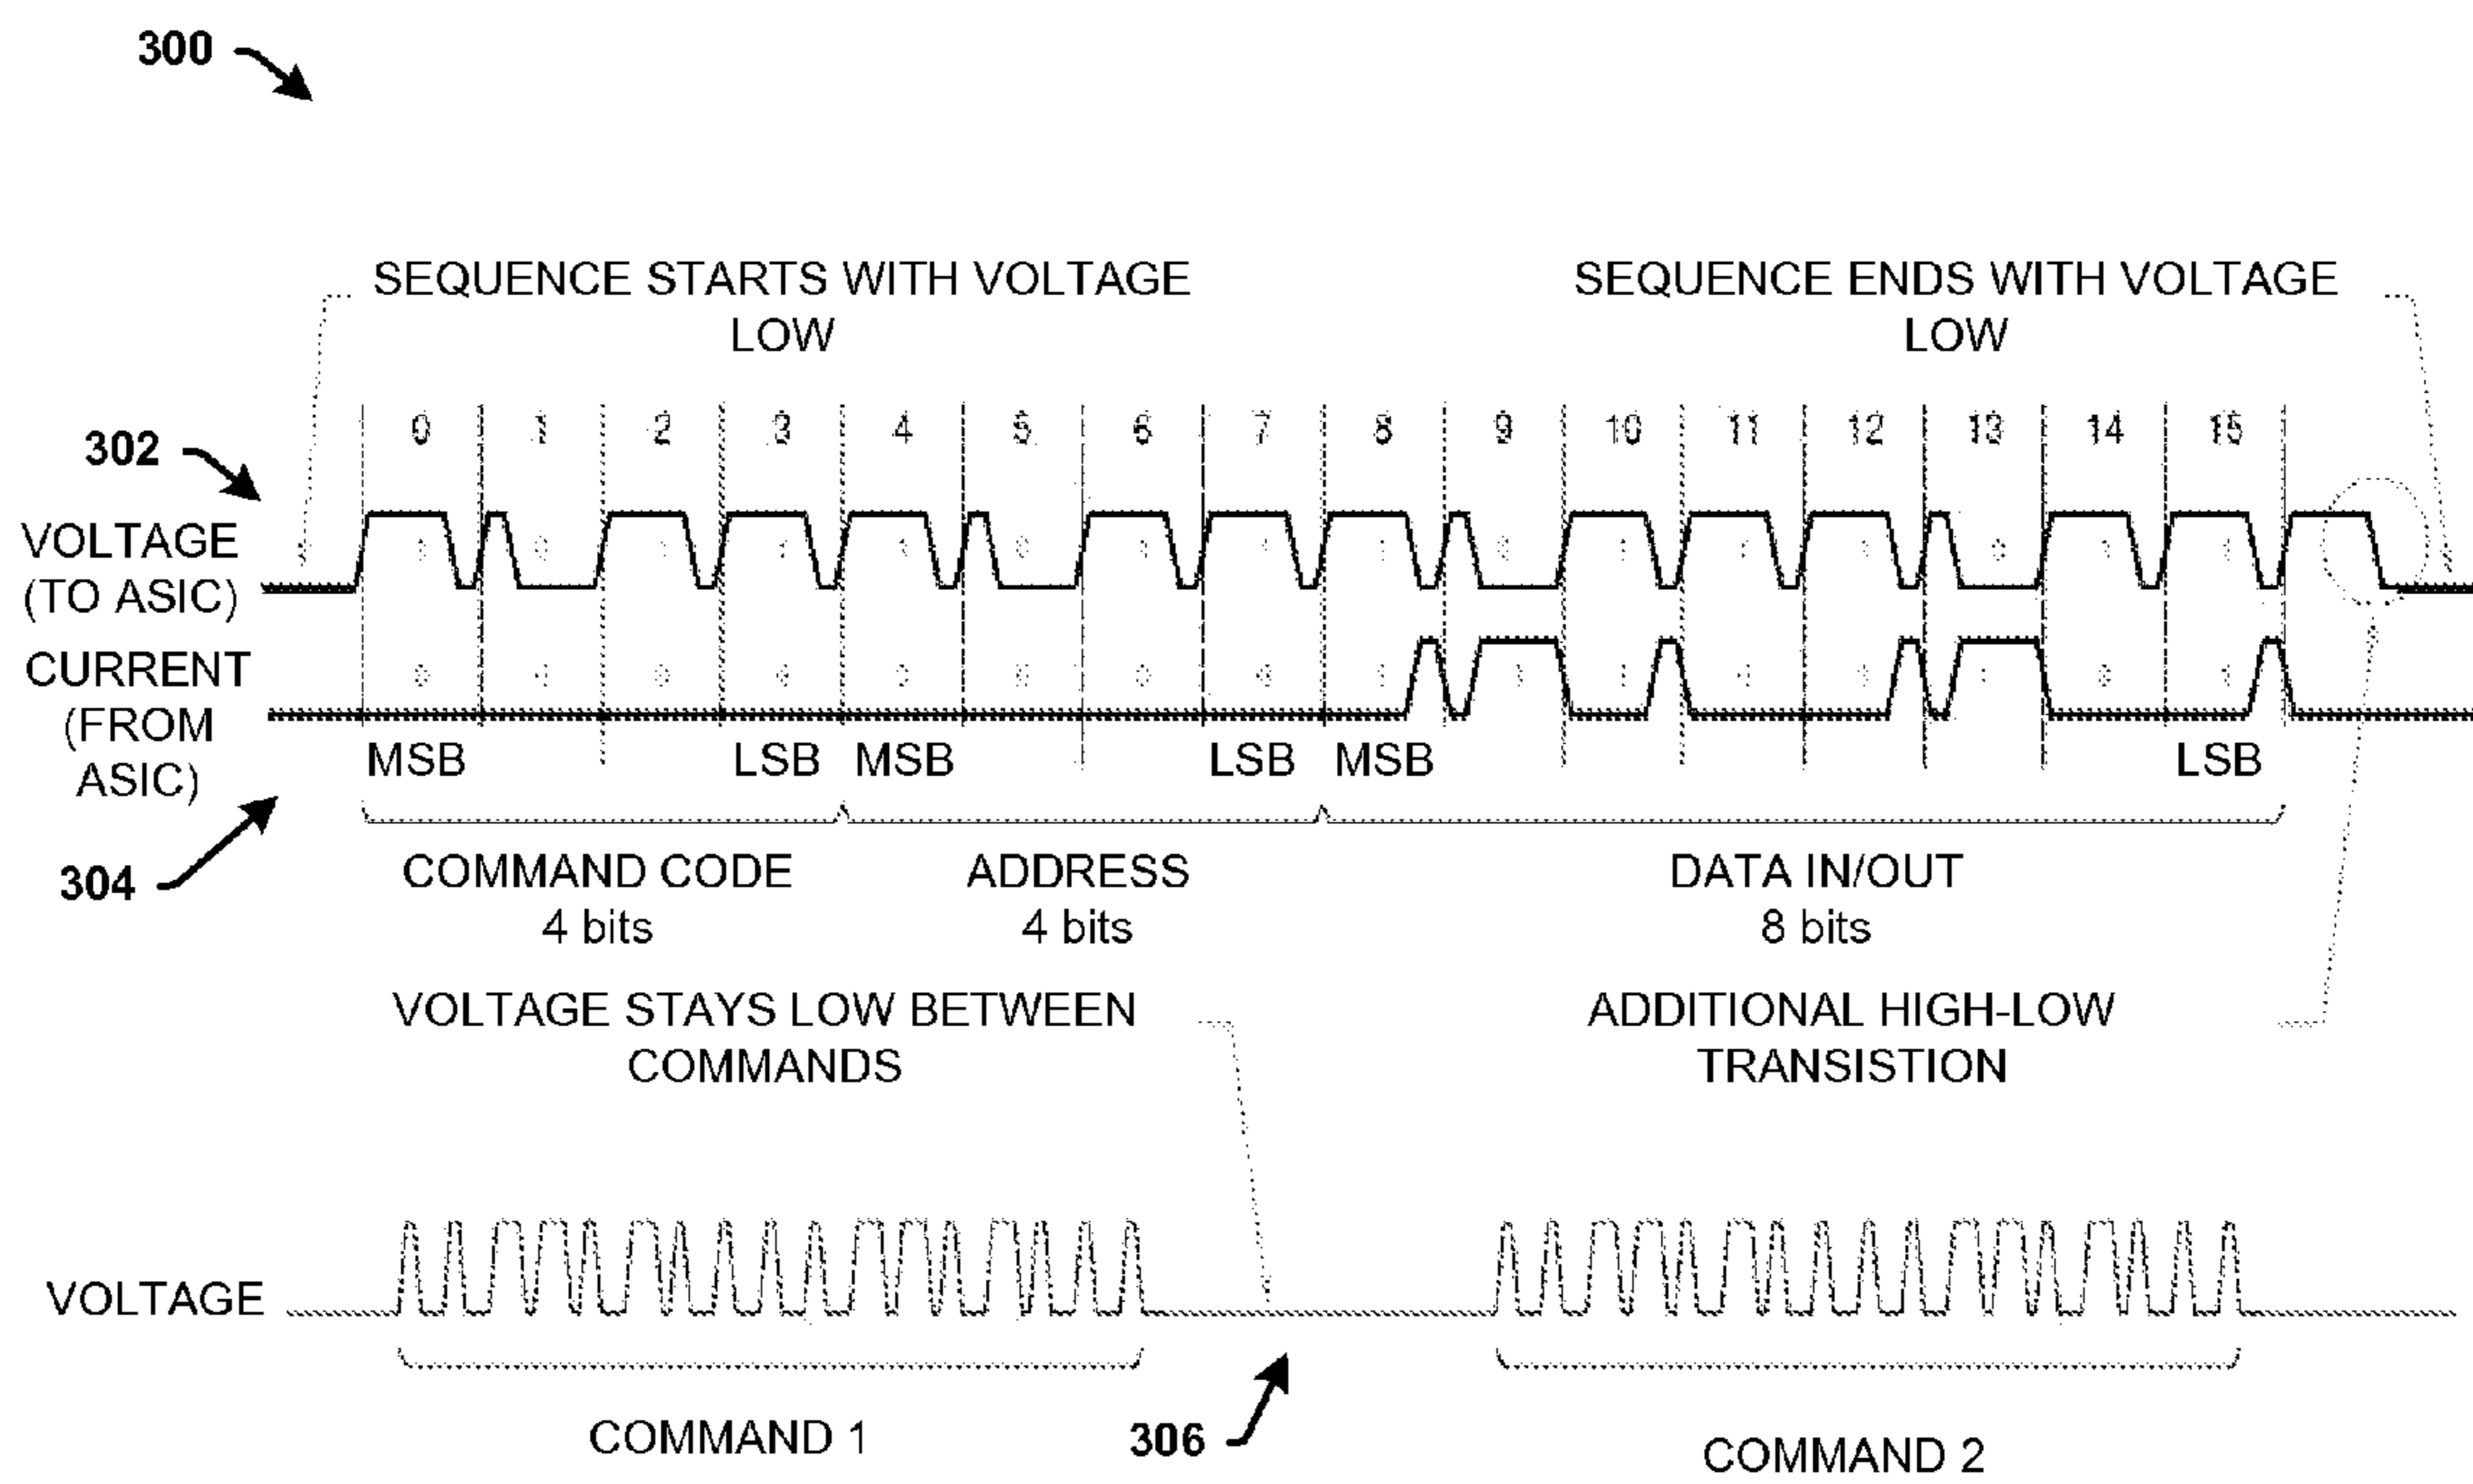 300
SEQUENCE STARTS WITH VOLTAGE
LOW
SEQUENCE ENDS WITH VOLTAGE
LOW
302
0 1 2 3 4 5 6 7 8 9 10 11 12 13 14 15
VOLTAGE
(TO ASIC)
CURRENT
(FROM
ASIC)
MSB LSB MSB LSB MSB LSB
304
COMMAND CODE
4 bits
ADDRESS
4 bits
DATA IN/OUT
8 bits
VOLTAGE STAYS LOW BETWEEN
COMMANDS
ADDITIONAL HIGH-LOW
TRANSISTION
VOLTAGE
COMMAND 1
306
COMMAND 2